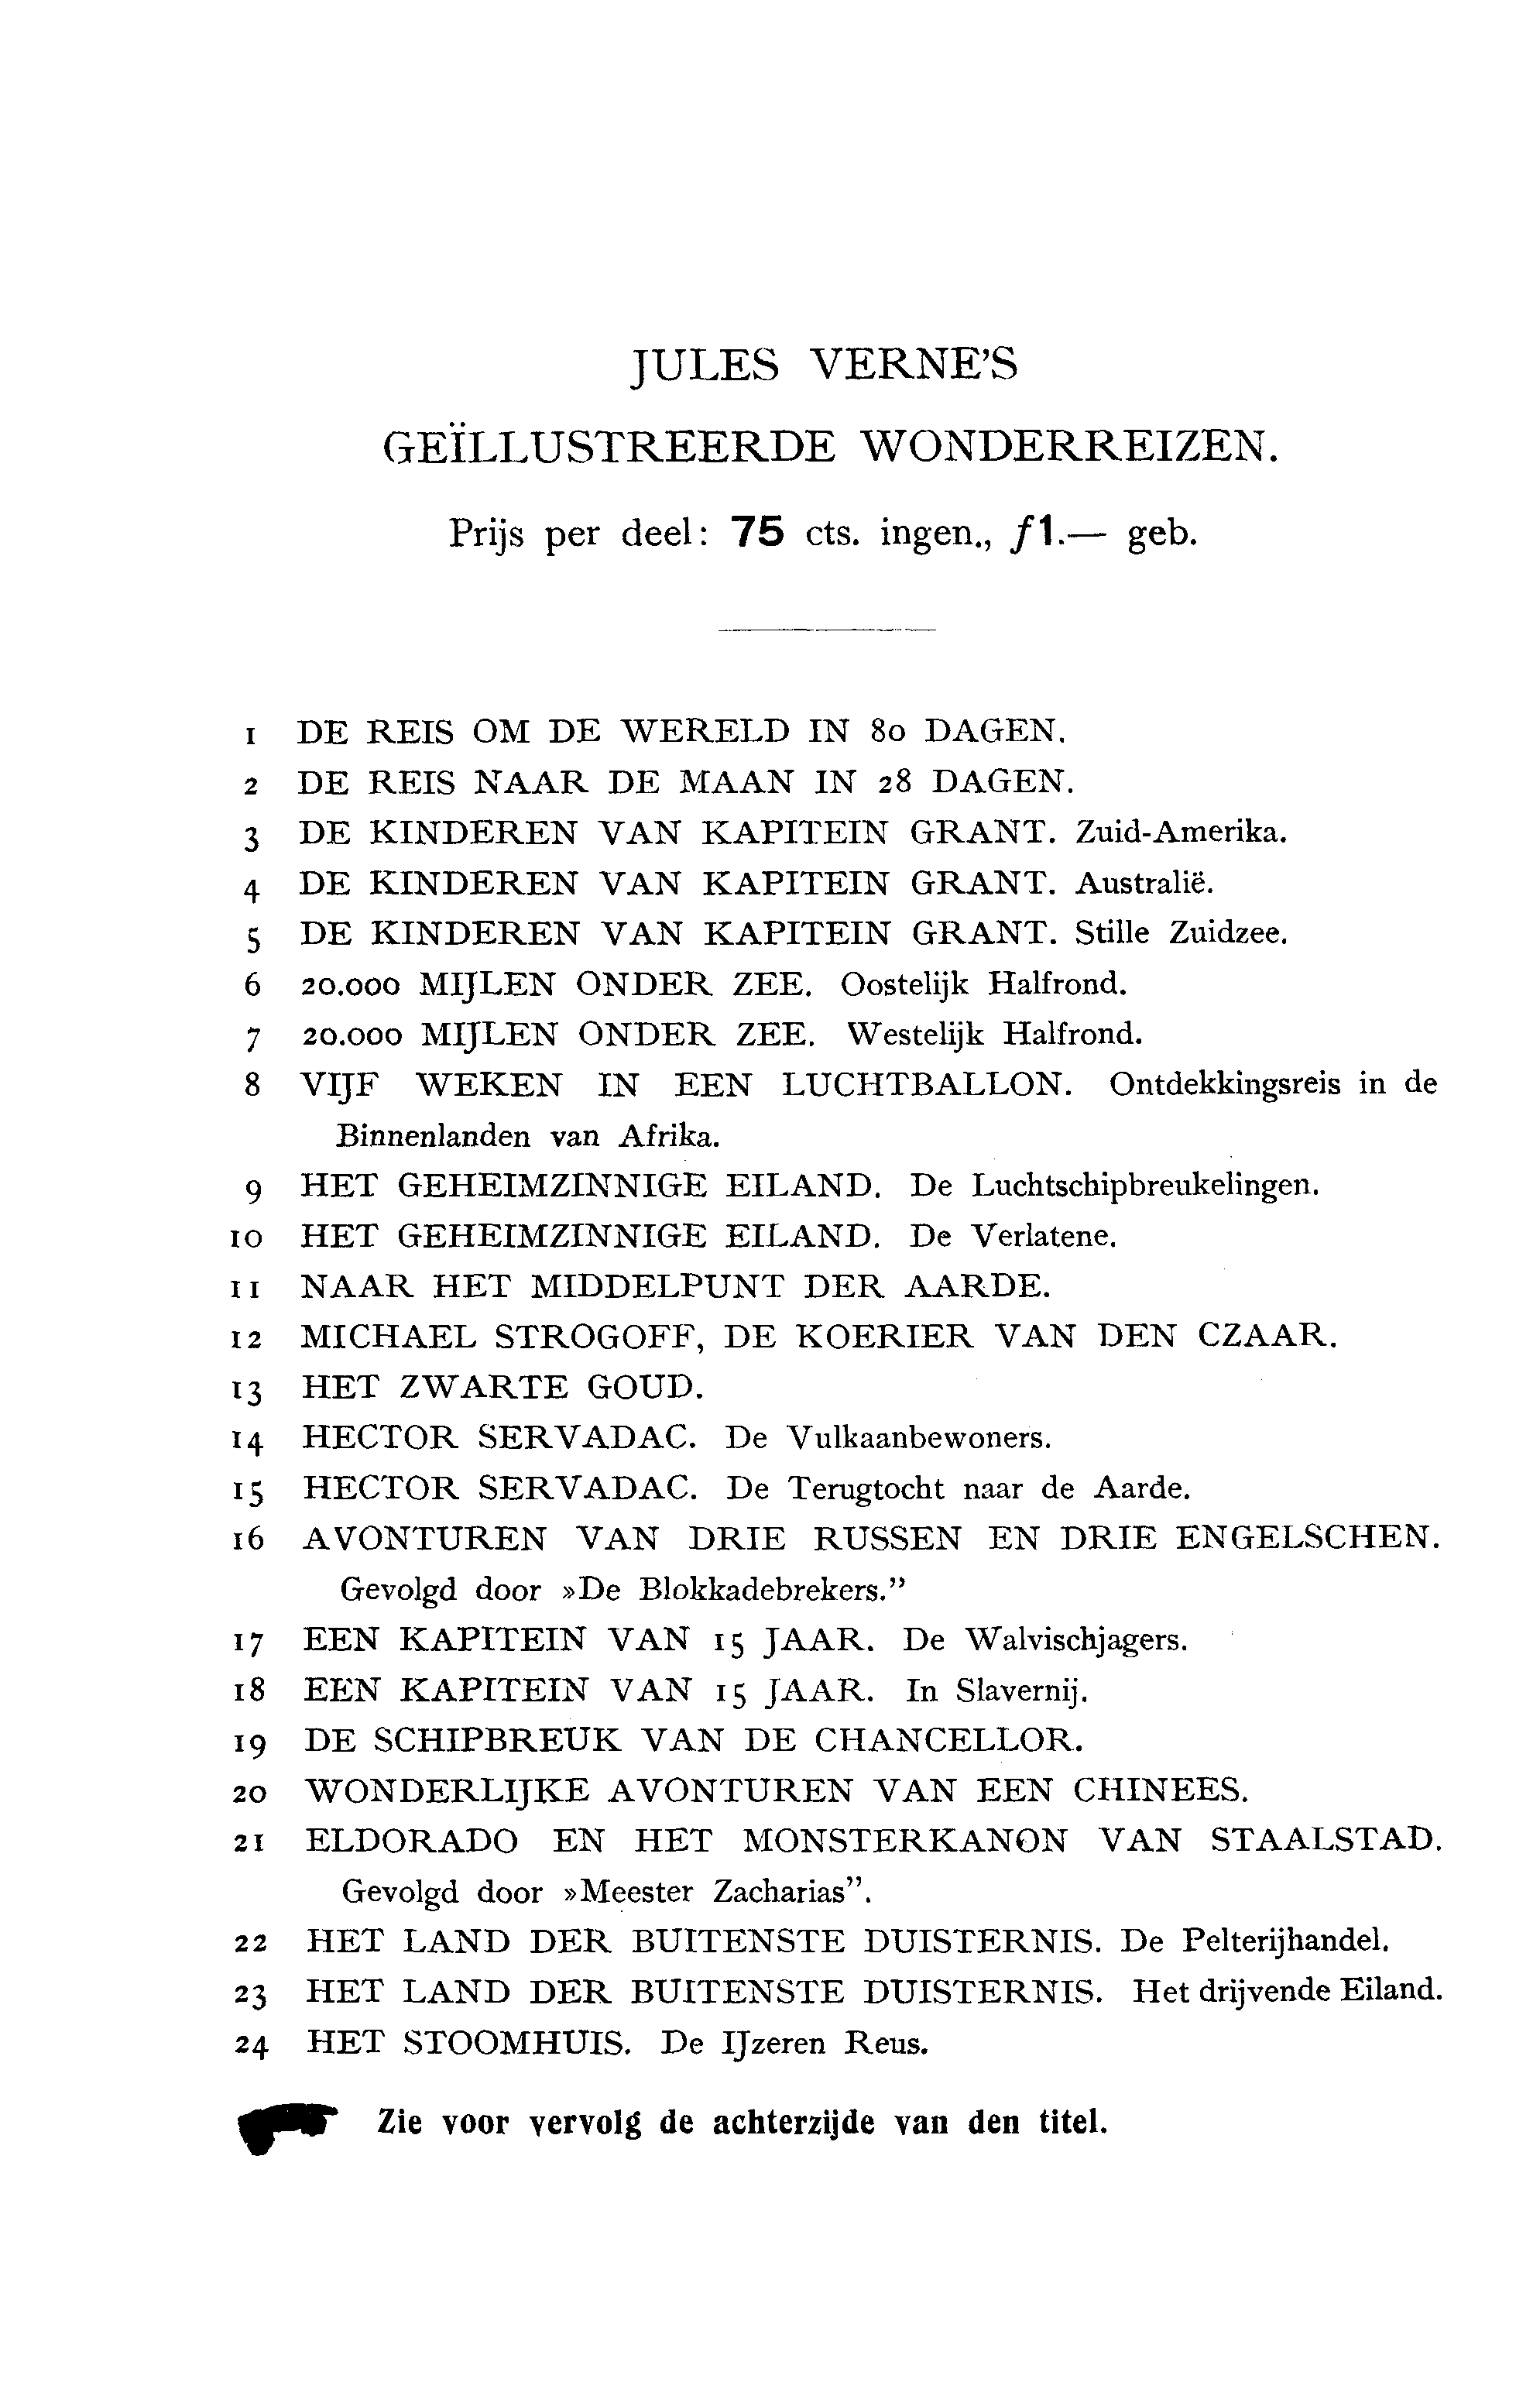 JULES VERNE'S
GEÏLLUSTREERDE WONDERREIZEN.
Prijs per deel: 75 cts. ingen., ƒ1.— geb.
1 DE REIS OM DE WERELD IN 80 DAGEN.
2 DE REIS NAAR DE MAAN IN 28 DAGEN.
3 DE KINDEREN VAN KAPITEIN GRANT. Zuid-Amerika.
4 DE KINDEREN VAN KAPITEIN GRANT. Australië.
5 DE KINDEREN VAN KAPITEIN GRANT. Stille Zuidzee.
6 20.000 MIJLEN ONDER ZEE. Oostelijk Halfrond.
7 20.000 MIJLEN ONDER ZEE. Westelijk Halfrond.
8 VIJF WEKEN IN EEN LUCHTBALLON. Ontdekkingsreis in de
Binnenlanden van Afrika.
9 HET GEHEIMZINNIGE EILAND. De Luchtschipbreukelingen.
10 HET GEHEIMZINNIGE EILAND. De Verlatene.
11 NAAR HET MIDDELPUNT DER AARDE.
12 MICHAEL STROGOFF, DE KOERIER VAN DEN CZAAR.
13 HET ZWARTE GOUD.
14 HECTOR SERVADAC. De Vulkaanbewoners.
15 HECTOR SERVADAC. De Terugtocht naar de Aarde.
16 AVONTUREN VAN DRIE RUSSEN EN DRIE ENGELSCHEN.
Gevolgd door »De Blokkadebrekers.”
17 EEN KAPITEIN VAN 15 JAAR. De Walvischjagers.
18 EEN KAPITEIN VAN 15 JAAR. In Slavernij.
19 DE SCHIPBREUK VAN DE CHANCELLOR.
20 WONDERLIJKE AVONTUREN VAN EEN CHINEES.
21 ELDORADO EN HET MONSTERKANON VAN STAALSTAD.
Gevolgd door »Meester Zacharias”.
22 HET LAND DER BUITENSTE DUISTERNIS. De Pelterijhandel.
23 HET LAND DER BUITENSTE DUISTERNIS. Het drijvende Eiland.
24 HET STOOMHUIS. De IJzeren Reus.
Zie voor vervolg de achterzijde van den titel.